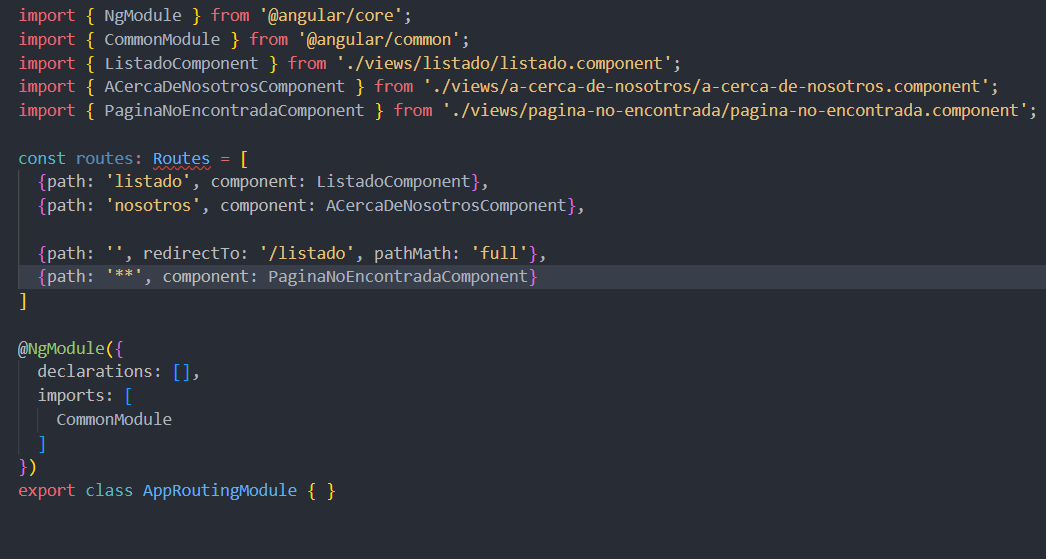 import { NgModule } from '@angular/core';
import { CommonModule } from '@angular/common';
import { ListadoComponent } from './views/listado/listado.component';
import { ACercaDeNosotrosComponent } from './views/a-cerca-de-nosotros/a-cerca-de-nosotros.component';
import { PaginaNoEncontradaComponent } from './views/pagina-no-encontrada/pagina-no-encontrada.component';
const routes: Routes = [
{path: 'listado', component: ListadoComponent},
{path: 'nosotros', component: ACercaDeNosotrosComponent},
{path: '', redirectTo: '/listado', pathMath: 'full'},
{path: '**', component: PaginaNoEncontradaComponent}
]
@NgModule({
declarations: [],
imports: [
CommonModule
]
})
export class AppRoutingModule { }